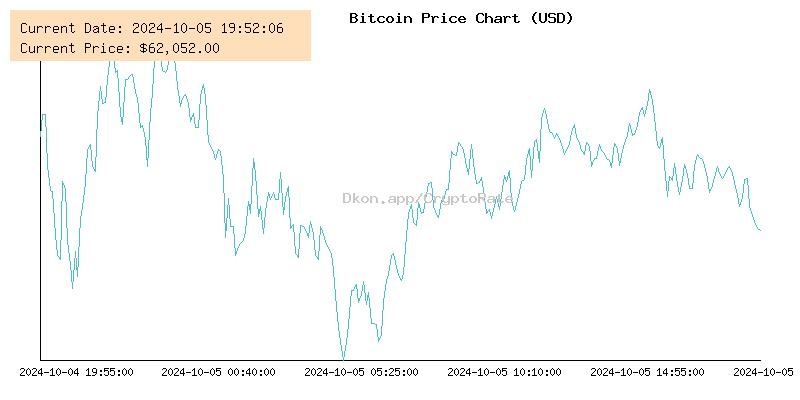 Bitcoin Price Chart (USD)
Current Date: 2024-10-05 19:52:06
Current Price: $62,052.00
Dkon.app/CryptoRate
2024-10-04 19:55:00 2024-10-05 00:40:00 2024-10-05 05:25:00 2024-10-05 10:10:00 2024-10-05 14:55:00 2024-10-05